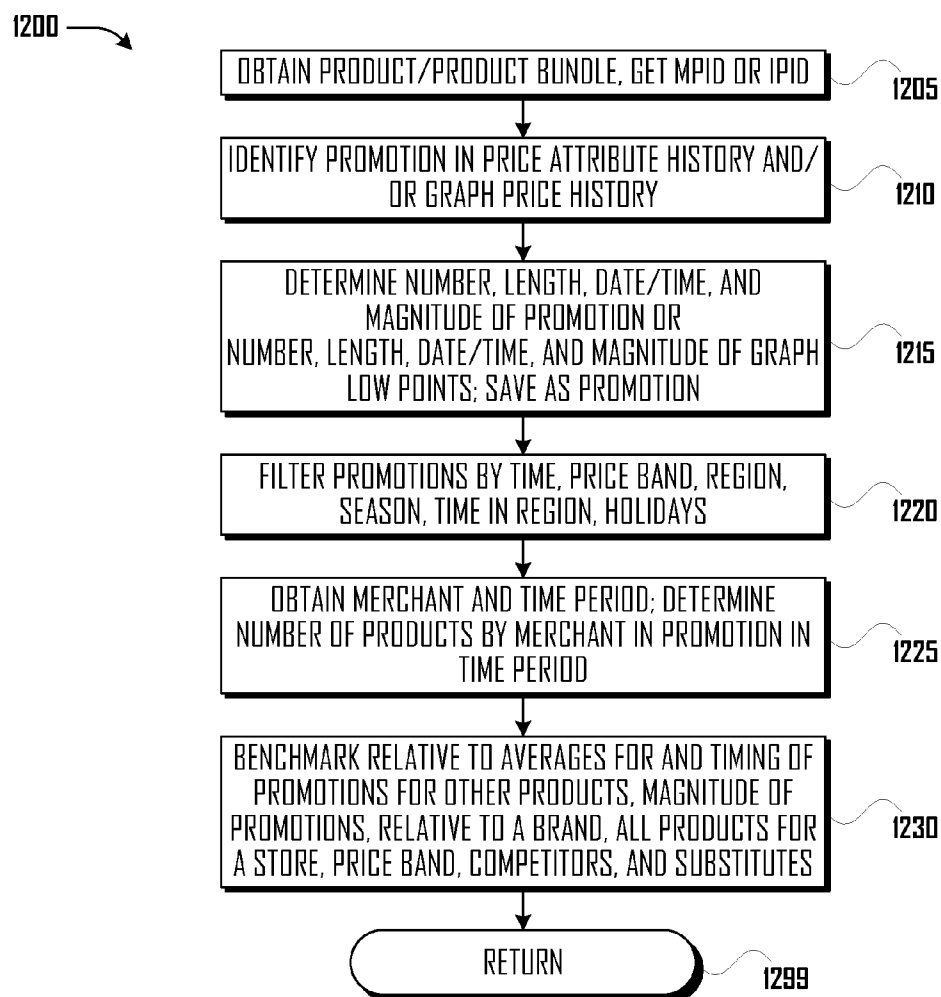 1200
OBTAIN PRODUCT/PRODUCT BUNDLE, GET MPID OR IPID
1205
IDENTIFY PROMOTION IN PRICE ATTRIBUTE HISTORY AND/
OR GRAPH PRICE HISTORY
1210
DETERMINE NUMBER, LENGTH, DATE/TIME, AND
MAGNITUDE OF PROMOTION OR
NUMBER, LENGTH, DATE/TIME, AND MAGNITUDE OF GRAPH
LOW POINTS; SAVE AS PROMOTION
1215
FILTER PROMOTIONS BY TIME, PRICE BAND, REGION,
SEASON, TIME IN REGION, HOLIDAYS
1220
OBTAIN MERCHANT AND TIME PERIOD; DETERMINE
NUMBER OF PRODUCTS BY MERCHANT IN PROMOTION IN
TIME PERIOD
1225
BENCHMARK RELATIVE TO AVERAGES FOR AND TIMING OF
PROMOTIONS FOR OTHER PRODUCTS, MAGNITUDE OF
PROMOTIONS, RELATIVE TO A BRAND, ALL PRODUCTS FOR
A STORE, PRICE BAND, COMPETITORS, AND SUBSTITUTES
1230
RETURN
1299